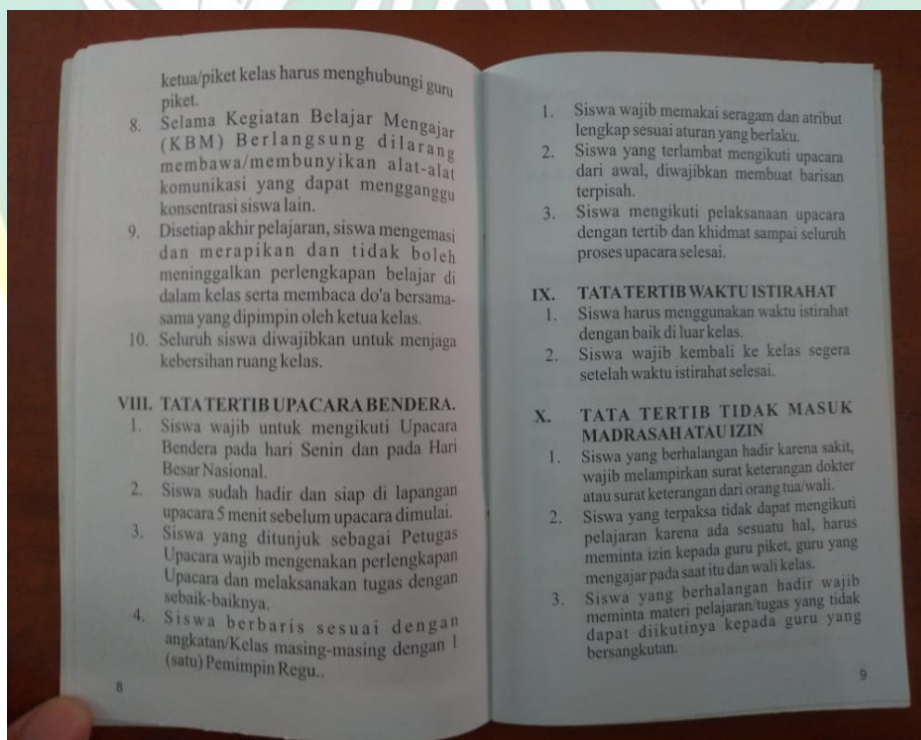 ketua/piket kelas harus menghubungi guru
piket.
8. Selama Kegiatan Belajar Mengajar
(KBM) Berlangsung dilarang
membawa/membunyikan alat-alat
komunikasi yang dapat mengganggu
konsentrasi siswa lain.
9. Disetiap akhir pelajaran, siswa mengemasi
dan merapikan dan tidak boleh
meninggalkan perlengkapan belajar di
dalam kelas serta membaca do'a bersama-
sama yang dipimpin oleh ketua kelas.
10. Seluruh siswa diwajibkan untuk menjaga
kebersihan ruang kelas.
VIII. TATA TERTIB UPACARA BENDERA.
1. Siswa wajib untuk mengikuti Upacara
Bendera pada hari Senin dan pada Hari
Besar Nasional.
2. Siswa sudah hadir dan siap di lapangan
upacara 5 menit sebelum upacara dimulai.
3. Siswa yang ditunjuk sebagai Petugas
Upacara wajib mengenakan perlengkapan
Upacara dan melaksanakan tugas dengan
sebaik-baiknya.
4. Siswa berbaris sesuai dengan
angkatan/Kelas masing-masing dengan 1
(satu) Pemimpin Regu..
8
1. Siswa wajib memakai seragam dan atribut
lengkap sesuai aturan yang berlaku.
2. Siswa yang terlambat mengikuti upacara
dari awal, diwajibkan membuat barisan
terpisah.
3. Siswa mengikuti pelaksanaan upacara
dengan tertib dan khidmat sampai seluruh
proses upacara selesai.
IX. TATA TERTIB WAKTU ISTIRAHAT
1. Siswa harus menggunakan waktu istirahat
dengan baik di luar kelas.
2. Siswa wajib kembali ke kelas segera
setelah waktu istirahat selesai.
X. TATA TERTIB TIDAK MASUK
MADRASAH ATAU IZIN
1. Siswa yang berhalangan hadir karena sakit,
wajib melampirkan surat keterangan dokter
atau surat keterangan dari orang tua/wali.
2. Siswa yang terpaksa tidak dapat mengikuti
pelajaran karena ada sesuatu hal, harus
meminta izin kepada guru piket, guru yang
mengajar pada saat itu dan wali kelas.
3. Siswa yang berhalangan hadir wajib
meminta materi pelajaran/tugas yang tidak
dapat diikutinya kepada guru yang
bersangkutan.
9